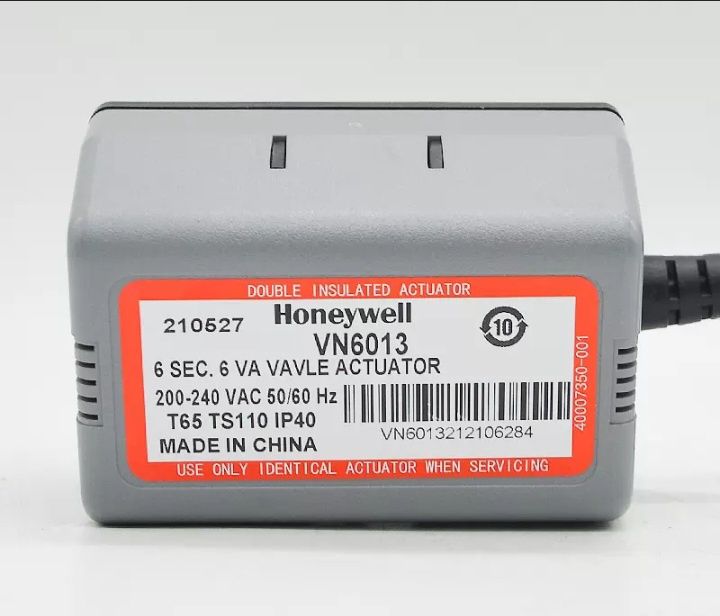 DOUBLE INSULATED ACTUATOR
210527
Honeywell
10
VN6013
6 SEC. 6 VA VAVLE ACTUATOR
200-240 VAC 50/60 Hz
T65 TS110 IP40
MADE IN CHINA
VN6013212106284
40007350-001
USE ONLY IDENTICAL ACTUATOR WHEN SERVICING